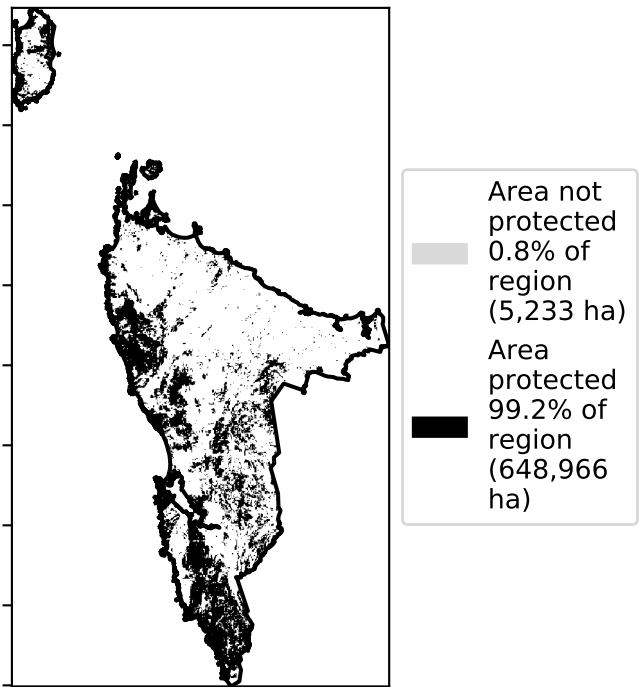 Area not
protected
0.8% of
region
(5,233 ha)
Area
protected
99.2% of
region
(648,966
ha)